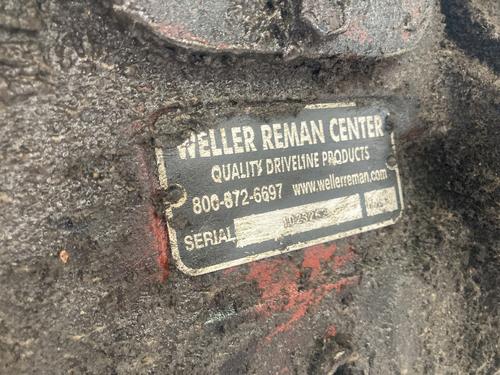 WELLER REMAN CENTER
QUALITY DRIVELINE PRODUCTS
800-872-6697 www.wellerreman.com
SERIAL